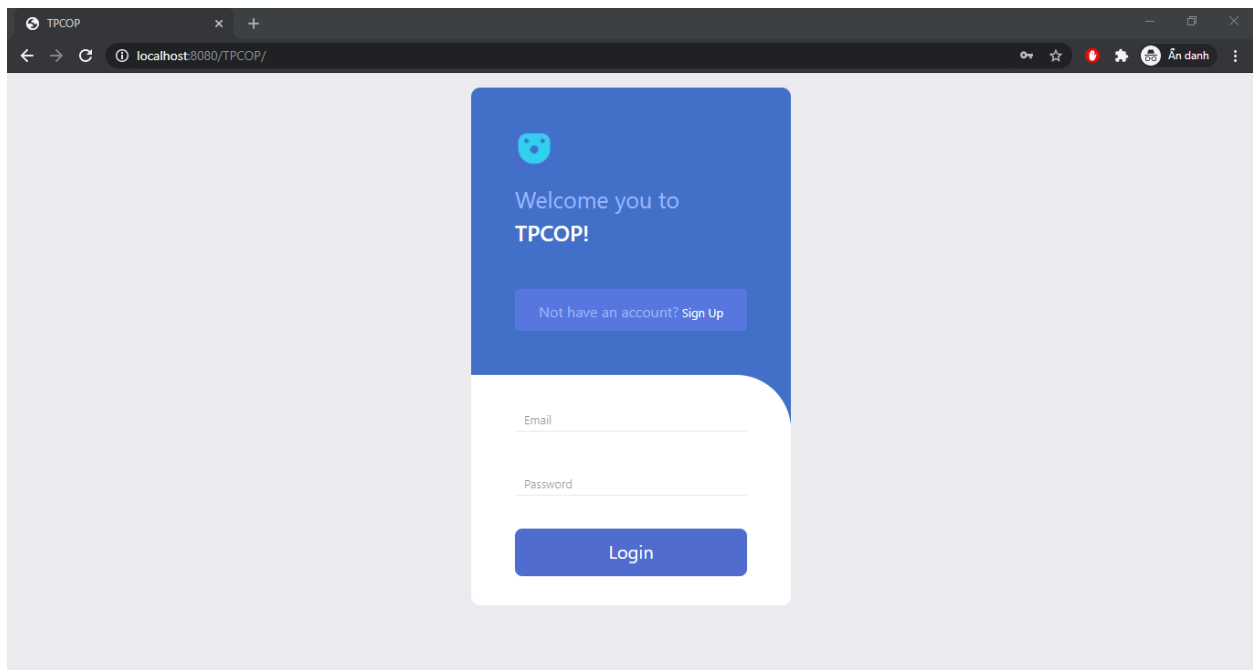 TPCOP
localhost:8080/TPCOP/
Ẩn danh
Welcome you to
TPCOP!
Not have an account? Sign Up
Email
Password
Login